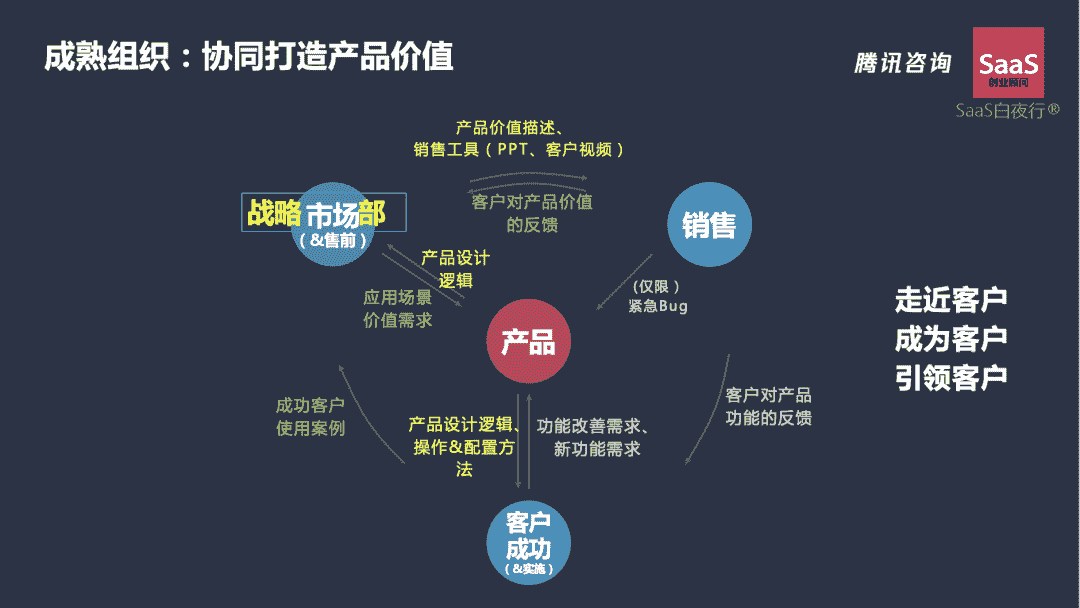 成熟组织：协同打造产品价值
腾讯咨询
SaaS
创业顾问
SaaS白夜行®
产品价值描述、
销售工具（PPT、客户视频）
客户对产品价值
的反馈
战略市场部
（&售前）
销售
产品设计
逻辑
应用场景
价值需求
（仅限）
紧急Bug
产品
走近客户
成为客户
引领客户
成功客户
使用案例
产品设计逻辑、
操作&配置方
法
功能改善需求、
新功能需求
客户对产品
功能的反馈
客户
成功
（&实施）